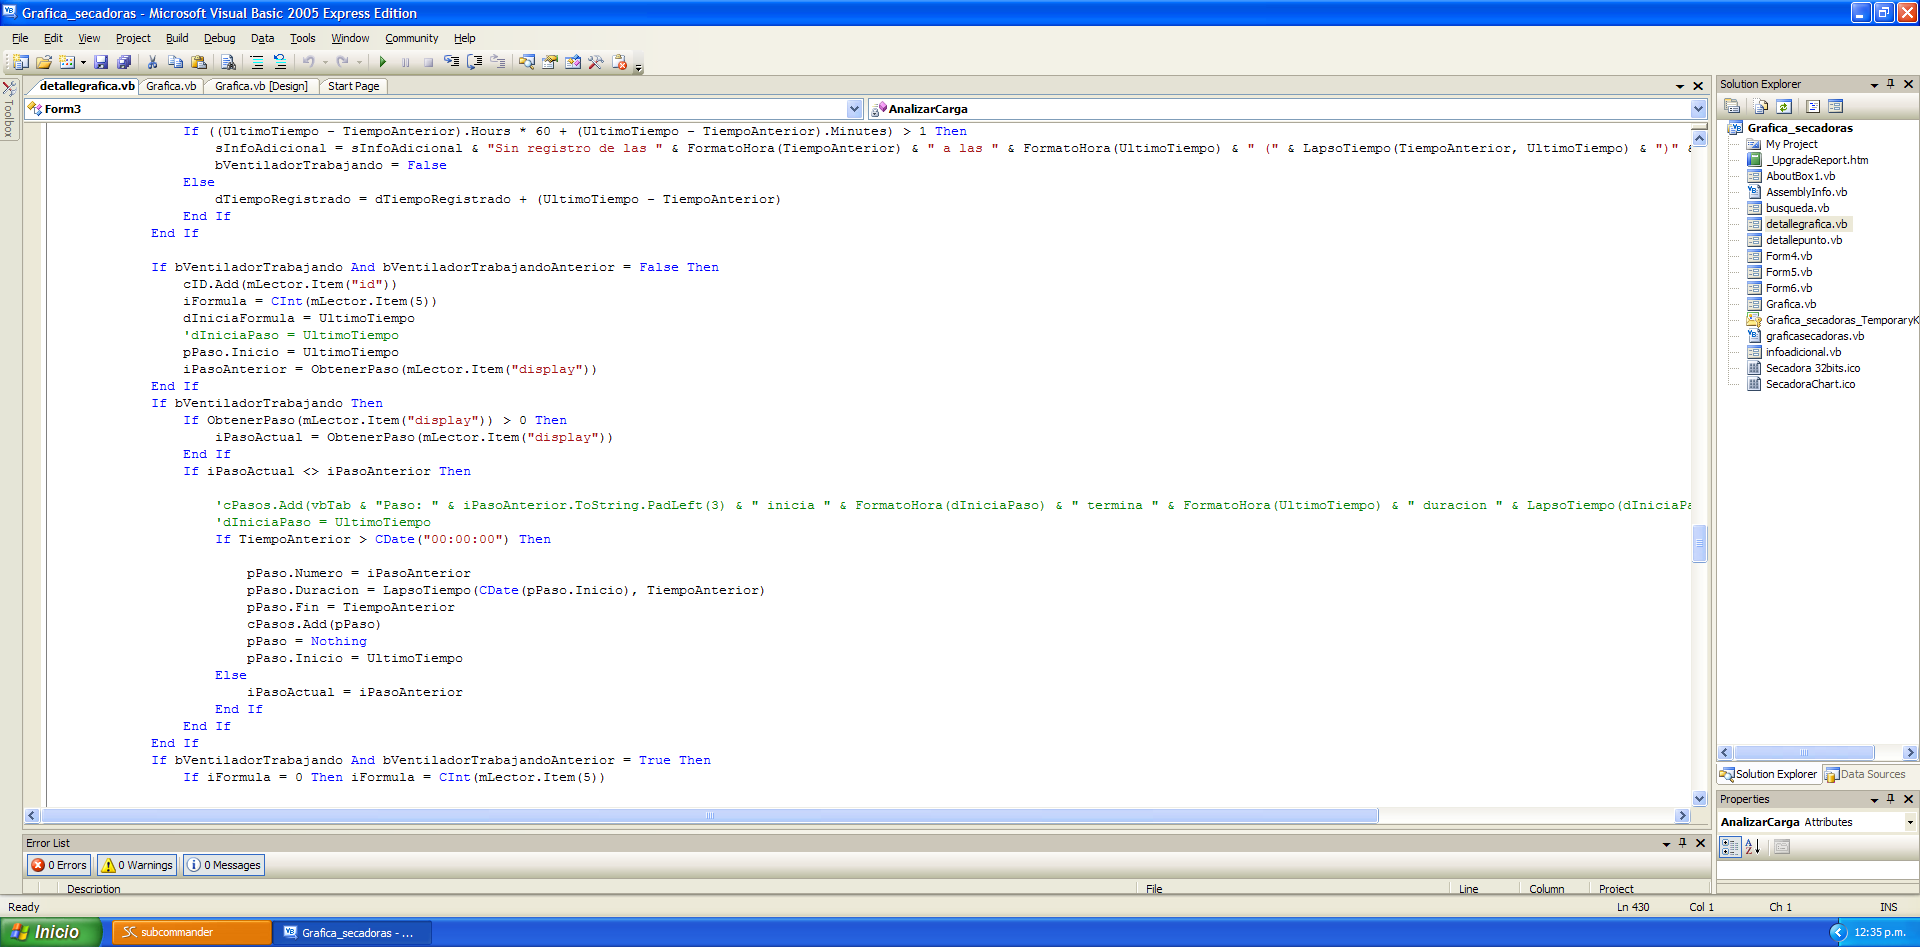 Grafica_secadoras - Microsoft Visual Basic 2005 Express Edition
File Edit View Project Build Debug Data Tools Window Community Help
Toolbox
detallegrafica.vb Grafica.vb Grafica.vb [Design] Start Page
Form3 AnalizarCarga
If ((UltimoTiempo - TiempoAnterior).Hours * 60 + (UltimoTiempo - TiempoAnterior).Minutes) > 1 Then
sInfoAdicional = sInfoAdicional & "Sin registro de las " & FormatoHora(TiempoAnterior) & " a las " & FormatoHora(UltimoTiempo) & " (" & LapsoTiempo(TiempoAnterior, UltimoTiempo) & ")" &
bVentiladorTrabajando = False
Else
dTiempoRegistrado = dTiempoRegistrado + (UltimoTiempo - TiempoAnterior)
End If
End If
If bVentiladorTrabajando And bVentiladorTrabajandoAnterior = False Then
cID.Add(mLector.Item("id"))
iFormula = CInt(mLector.Item(5))
dIniciaFormula = UltimoTiempo
'dIniciaPaso = UltimoTiempo
pPaso.Inicio = UltimoTiempo
iPasoAnterior = ObtenerPaso(mLector.Item("display"))
End If
If bVentiladorTrabajando Then
If ObtenerPaso(mLector.Item("display")) > 0 Then
iPasoActual = ObtenerPaso(mLector.Item("display"))
End If
If iPasoActual <> iPasoAnterior Then
'cPasos.Add(vbTab & "Paso: " & iPasoAnterior.ToString.PadLeft(3) & " inicia " & FormatoHora(dIniciaPaso) & " termina " & FormatoHora(UltimoTiempo) & " duracion " & LapsoTiempo(dIniciaPa
'dIniciaPaso = UltimoTiempo
If TiempoAnterior > CDate("00:00:00") Then
pPaso.Numero = iPasoAnterior
pPaso.Duracion = LapsoTiempo(CDate(pPaso.Inicio), TiempoAnterior)
pPaso.Fin = TiempoAnterior
cPasos.Add(pPaso)
pPaso = Nothing
pPaso.Inicio = UltimoTiempo
Else
iPasoActual = iPasoAnterior
End If
End If
End If
If bVentiladorTrabajando And bVentiladorTrabajandoAnterior = True Then
If iFormula = 0 Then iFormula = CInt(mLector.Item(5))
Solution Explorer
Grafica_secadoras
My Project
_UpgradeReport.htm
AboutBox1.vb
AssemblyInfo.vb
busqueda.vb
detallegrafica.vb
detallepunto.vb
Form4.vb
Form5.vb
Form6.vb
Grafica.vb
Grafica_secadoras_TemporaryK
graficasecadoras.vb
infoadicional.vb
Secadora 32bits.ico
SecadoraChart.ico
Solution Explorer Data Sources
Properties
AnalizarCarga Attributes
Error List
0 Errors 0 Warnings 0 Messages
Description File Line Column Project
Ready Ln 430 Col 1 Ch 1 INS
Inicio subcommander Grafica_secadoras - ... 12:35 p.m.